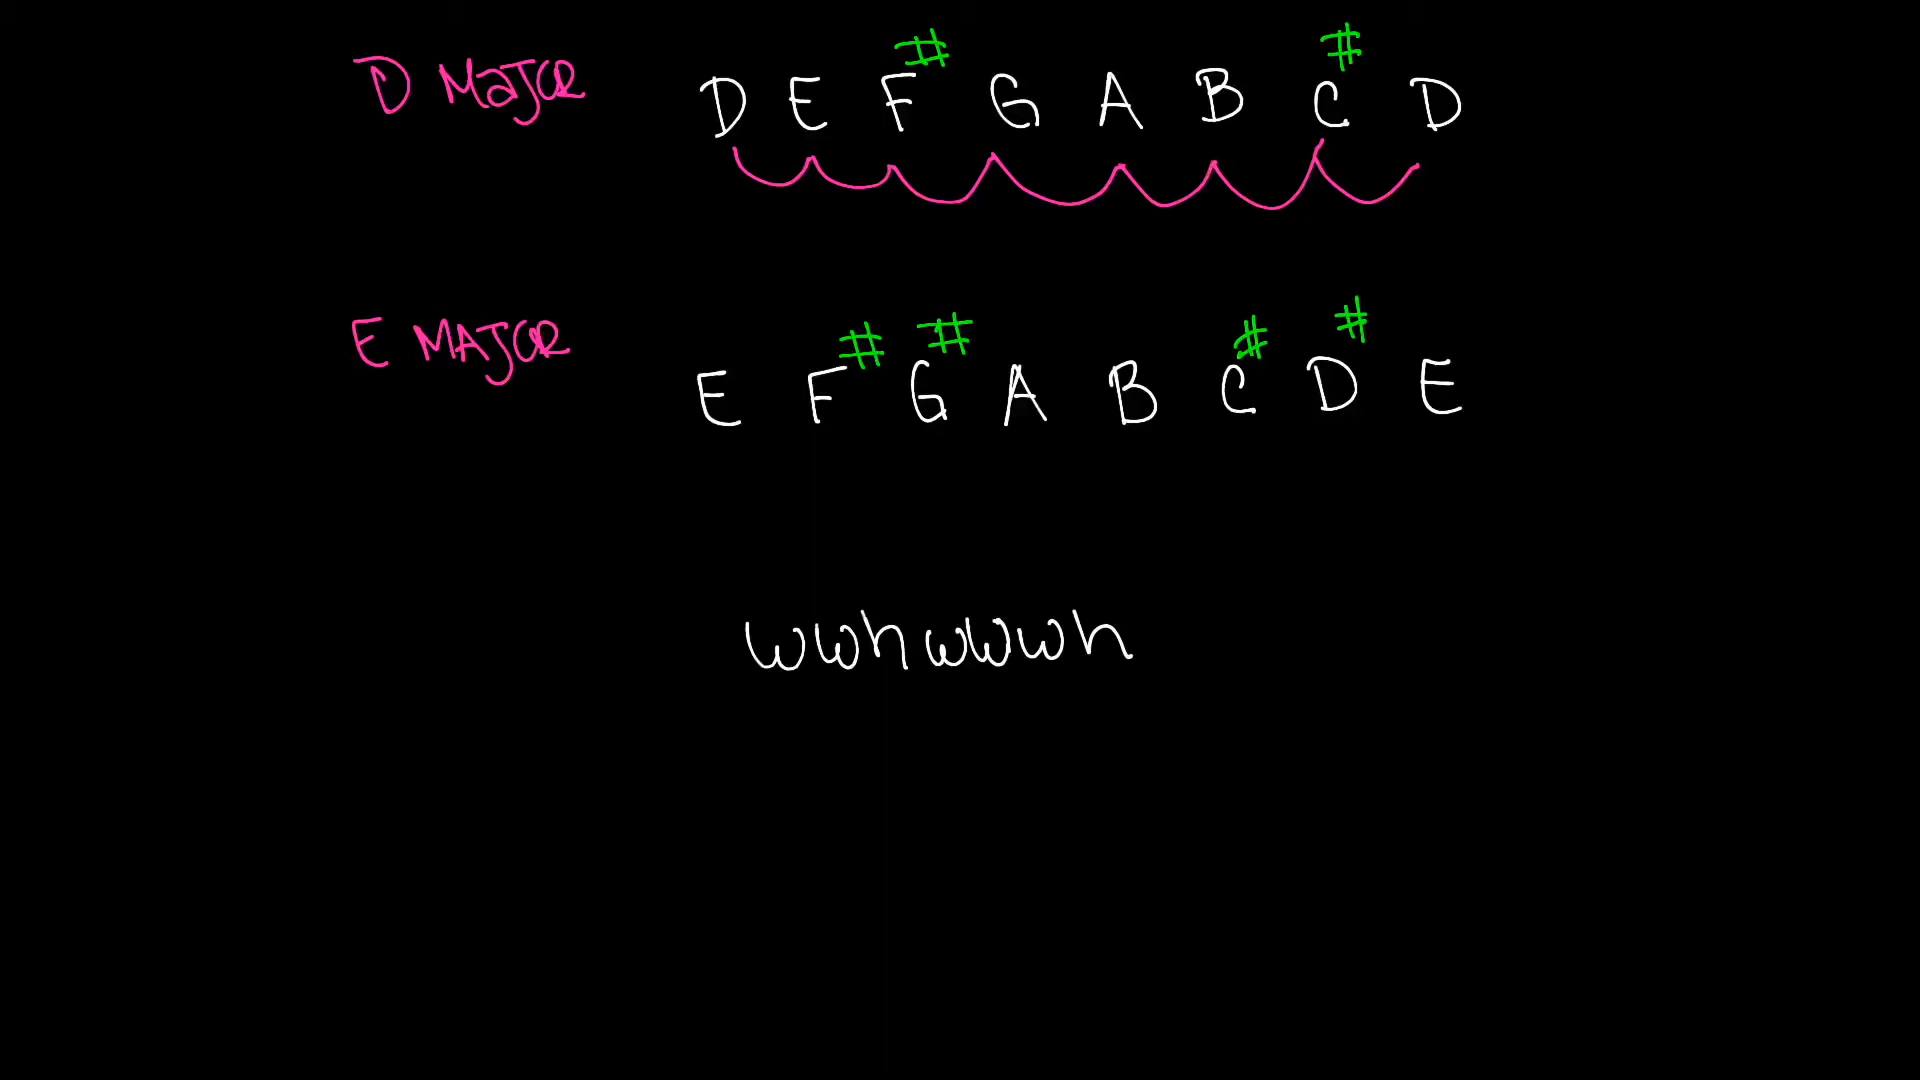 D MaJOR D E F# G A B C# D
E MAJOR E F# G# A B C# D# E
wwhwwwh